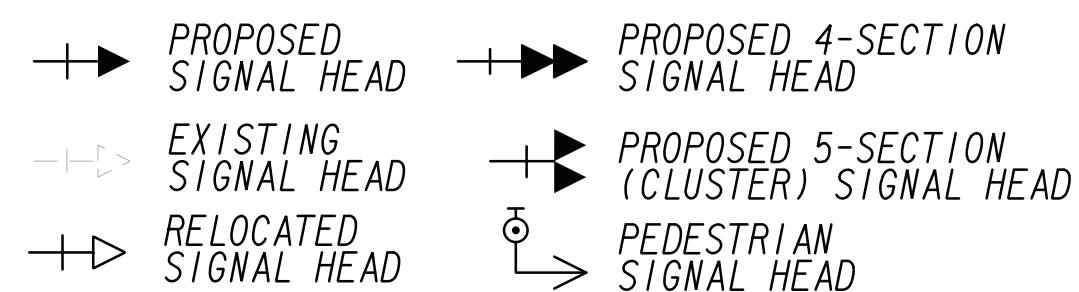 PROPOSED
SIGNAL HEAD
EXISTING
SIGNAL HEAD
RELOCATED
SIGNAL HEAD
PROPOSED 4-SECTION
SIGNAL HEAD
PROPOSED 5-SECTION
(CLUSTER) SIGNAL HEAD
PEDESTRIAN
SIGNAL HEAD